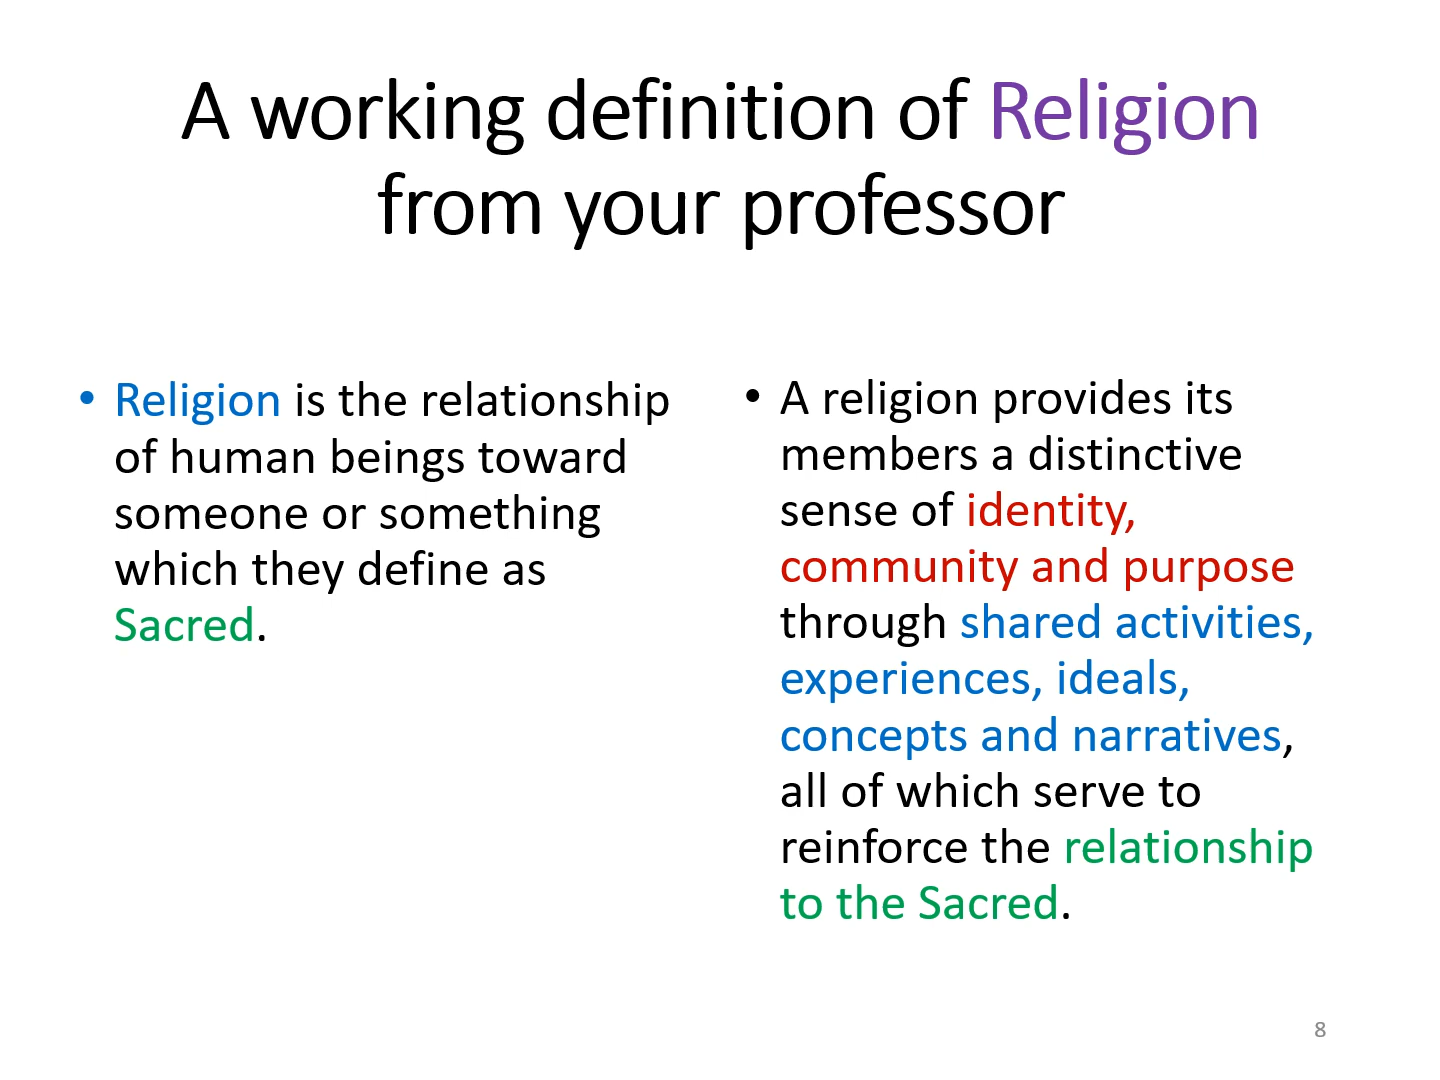 A working definition of Religion
from your professor
• Religion is the relationship
of human beings toward
someone or something
which they define as
Sacred.
• A religion provides its
members a distinctive
sense of identity,
community and purpose
through shared activities,
experiences, ideals,
concepts and narratives,
all of which serve to
reinforce the relationship
to the Sacred.
8